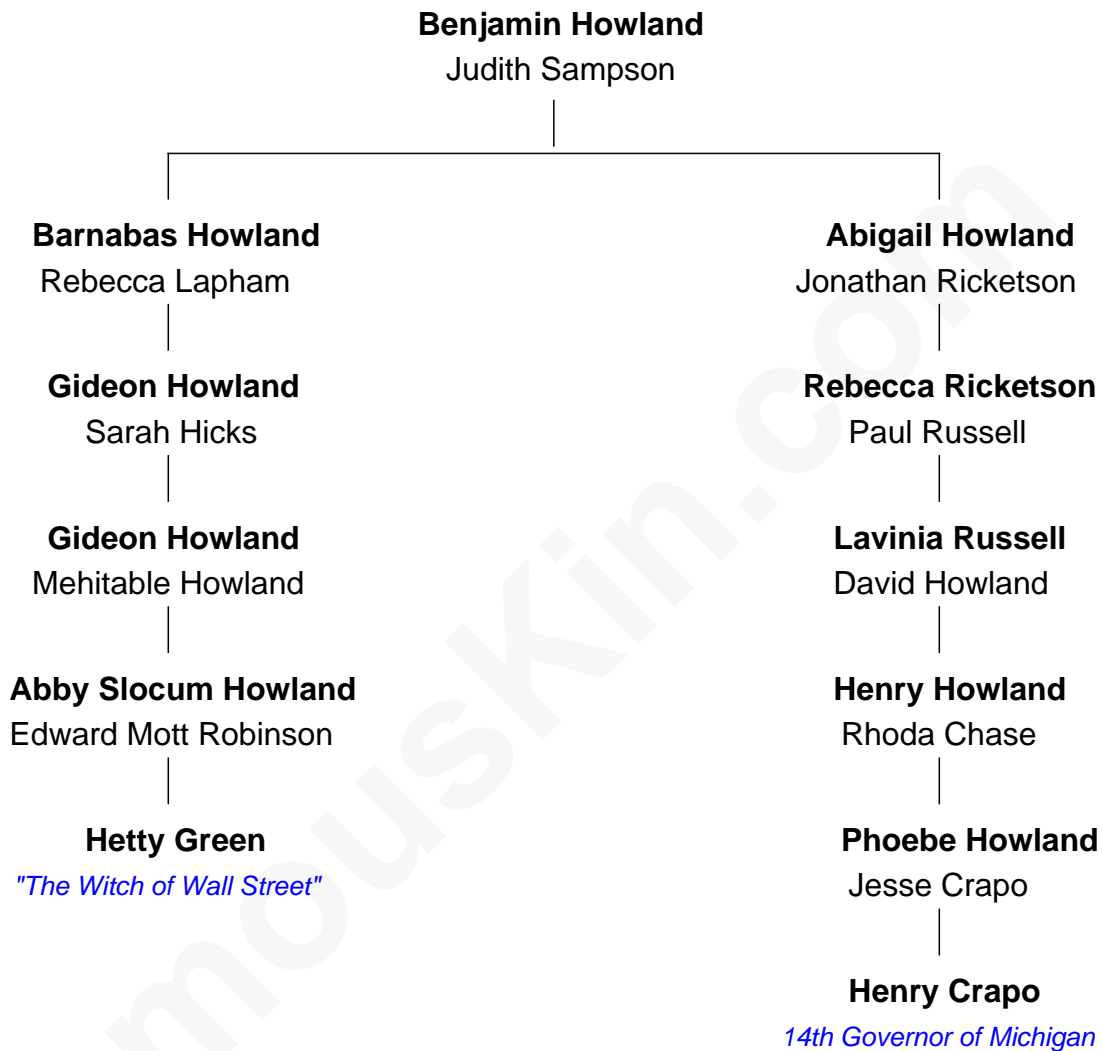 Benjamin Howland
Judith Sampson
Barnabas Howland
Rebecca Lapham
Abigail Howland
Jonathan Ricketson
Gideon Howland
Sarah Hicks
Rebecca Ricketson
Paul Russell
Gideon Howland
Mehitable Howland
Lavinia Russell
David Howland
Abby Slocum Howland
Edward Mott Robinson
Henry Howland
Rhoda Chase
Hetty Green
"The Witch of Wall Street"
Phoebe Howland
Jesse Crapo
Henry Crapo
14th Governor of Michigan
mousKin.com